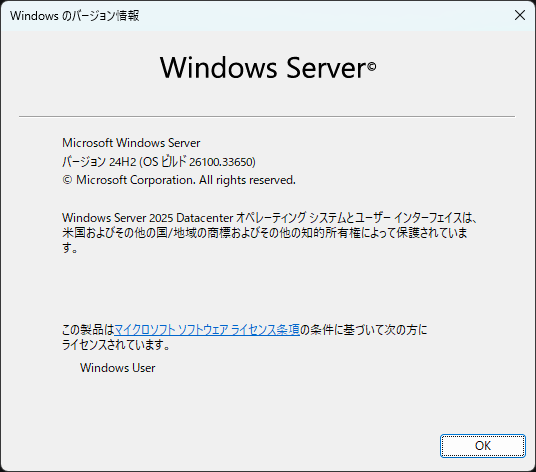 Windows のバージョン情報
Windows Server©
Microsoft Windows Server
バージョン 24H2 (OS ビルド 26100.33650)
© Microsoft Corporation. All rights reserved.
Windows Server 2025 Datacenter オペレーティング システムとユーザー インターフェイスは、
米国およびその他の国/地域の商標およびその他の知的所有権によって保護されていま
す。
この製品はマイクロソフト ソフトウェア ライセンス条項の条件に基づいて次の方に
ライセンスされています。
Windows User
OK